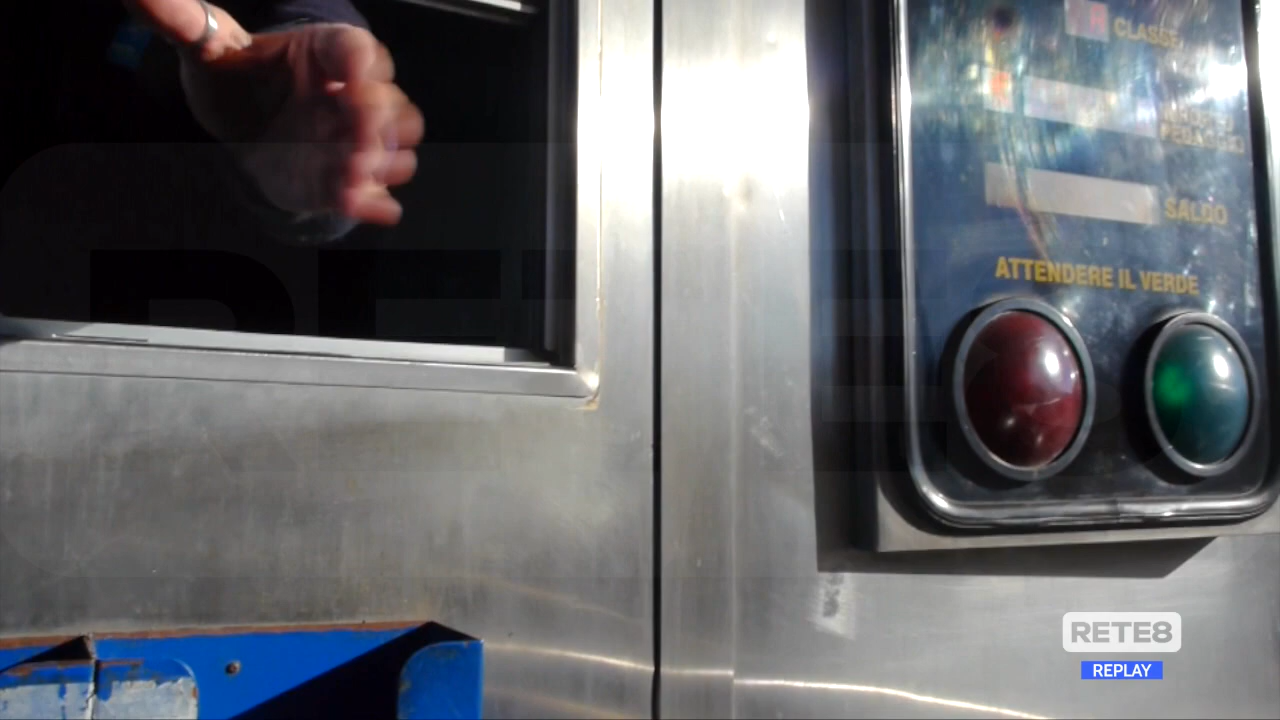 CLASSE
SALDO
ATTENDERE IL VERDE
RETE8
REPLAY